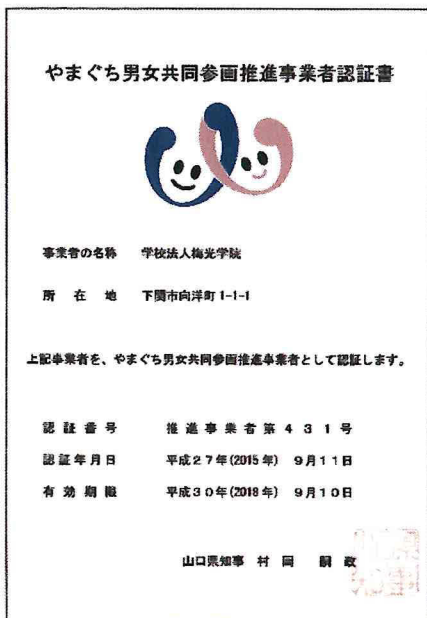 やまぐち男女共同参画推進事業者認証書
事業者の名称 学校法人梅光学院
所在地 下関市向洋町1-1-1
上記事業者を、やまぐち男女共同参画推進事業者として認証します。
認証番号 推進事業者第431号
認証年月日 平成27年(2015年) 9月11日
有効期限 平成30年(2018年) 9月10日
山口県知事 村岡 嗣政